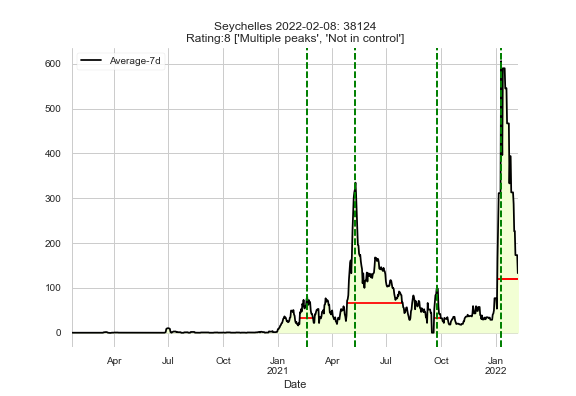 Seychelles 2022-02-08: 38124
Rating:8 ['Multiple peaks', 'Not in control']
Average-7d
600
500
400
300
200
100
0
Apr Jul Oct Jan Apr Jul Oct Jan
2021 2022
Date